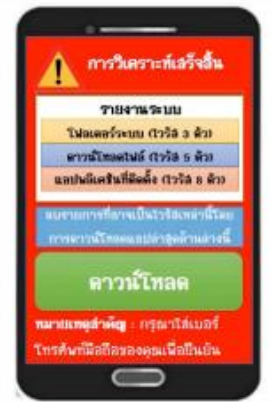 การวิเคราะห์เสร็จสิ้น
รายงานระบบ
โฟลเดอร์ระบบ (ไวรัส 3 ตัว)
ดาวน์โหลดไฟล์ (ไวรัส 5 ตัว)
แอปพลิเคชันที่ติดตั้ง (ไวรัส 8 ตัว)
ลบรายการที่อาจเป็นไวรัสเหล่านี้โดย
การดาวน์โหลดแอปล่าสุดด้านล่างนี้
ดาวน์โหลด
หมายเหตุสำคัญ : กรุณาใส่เบอร์
โทรศัพท์มือถือของคุณเพื่อยืนยัน